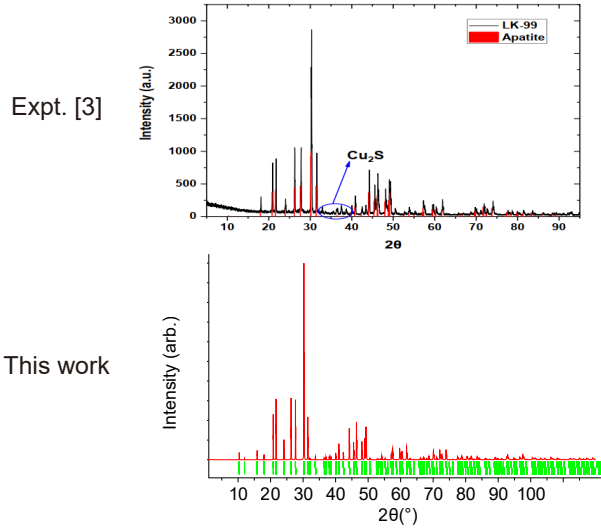 Expt. [3]
Intensity (a.u.)
3000
2500
2000
1500
1000
500
0
LK-99
Apatite
Cu₂S
10 20 30 40 50 60 70 80 90
2θ
This work
Intensity (arb.)
10 20 30 40 50 60 70 80 90 100
2θ(°)